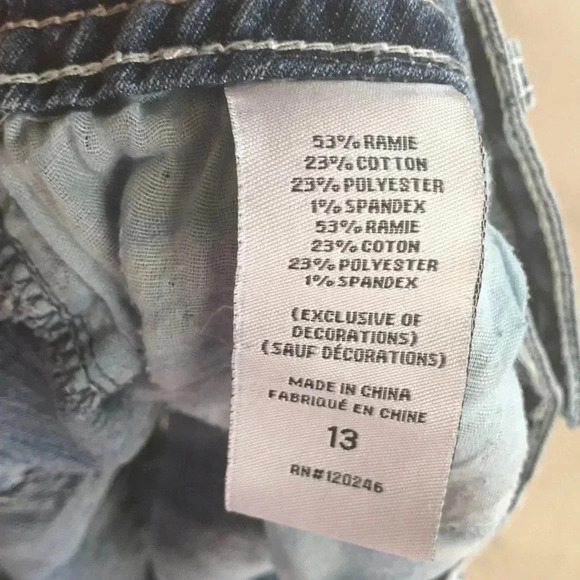 53% RAMIE
23% COTTON
23% POLYESTER
1% SPANDEX
53% RAMIE
23% COTON
23% POLYESTER
1% SPANDEX
(EXCLUSIVE OF
DECORATIONS)
(SAUF DÉCORATIONS)
MADE IN CHINA
FABRIQUÉ EN CHINE
13
RN#120246